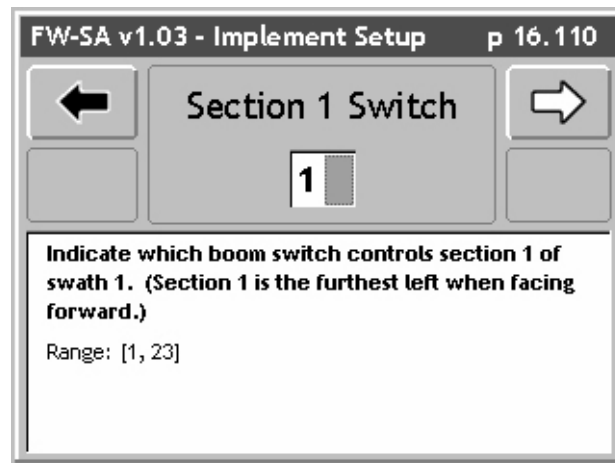 FW-SA v1.03 - Implement Setup p 16.110
Section 1 Switch
1
Indicate which boom switch controls section 1 of
swath 1. (Section 1 is the furthest left when facing
forward.)
Range: [1, 23]